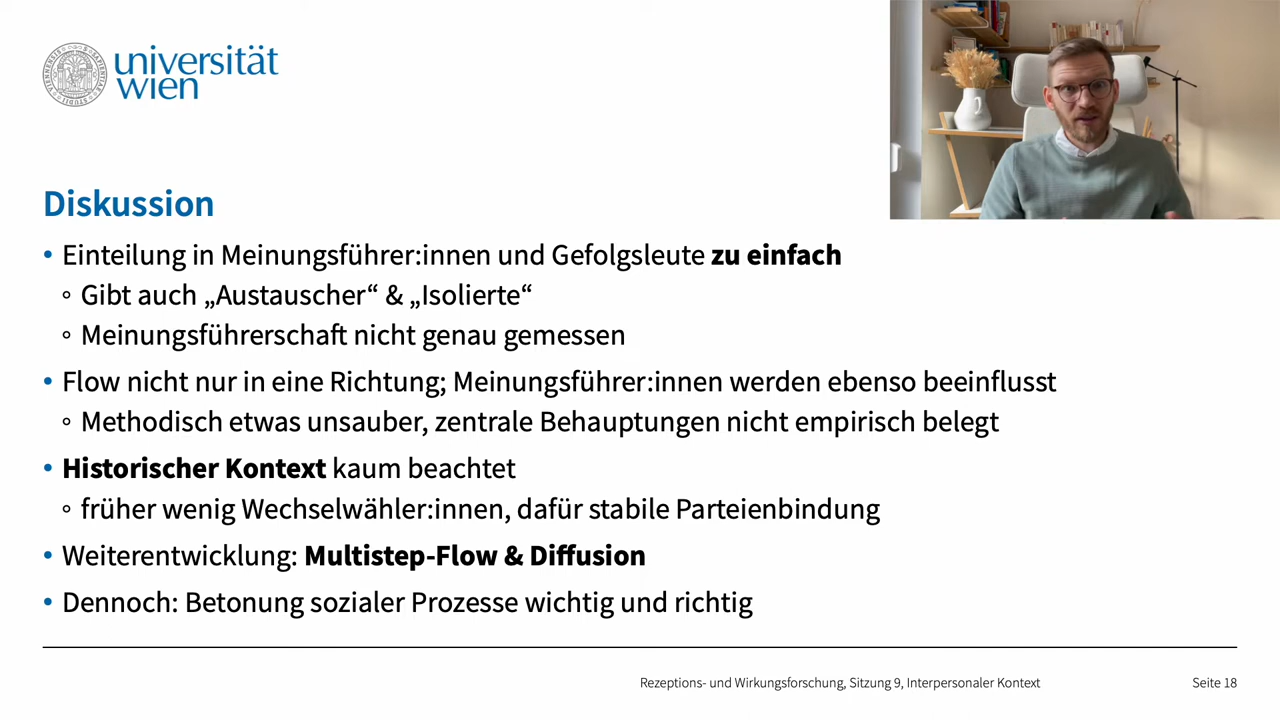 universität
wien
Diskussion
• Einteilung in Meinungsführer:innen und Gefolgsleute zu einfach
◦ Gibt auch „Austauscher“ & „Isolierte“
◦ Meinungsführerschaft nicht genau gemessen
• Flow nicht nur in eine Richtung; Meinungsführer:innen werden ebenso beeinflusst
◦ Methodisch etwas unsauber, zentrale Behauptungen nicht empirisch belegt
• Historischer Kontext kaum beachtet
◦ früher wenig Wechselwähler:innen, dafür stabile Parteienbindung
• Weiterentwicklung: Multistep-Flow & Diffusion
• Dennoch: Betonung sozialer Prozesse wichtig und richtig
Rezeptions- und Wirkungsforschung, Sitzung 9, Interpersonaler Kontext
Seite 18